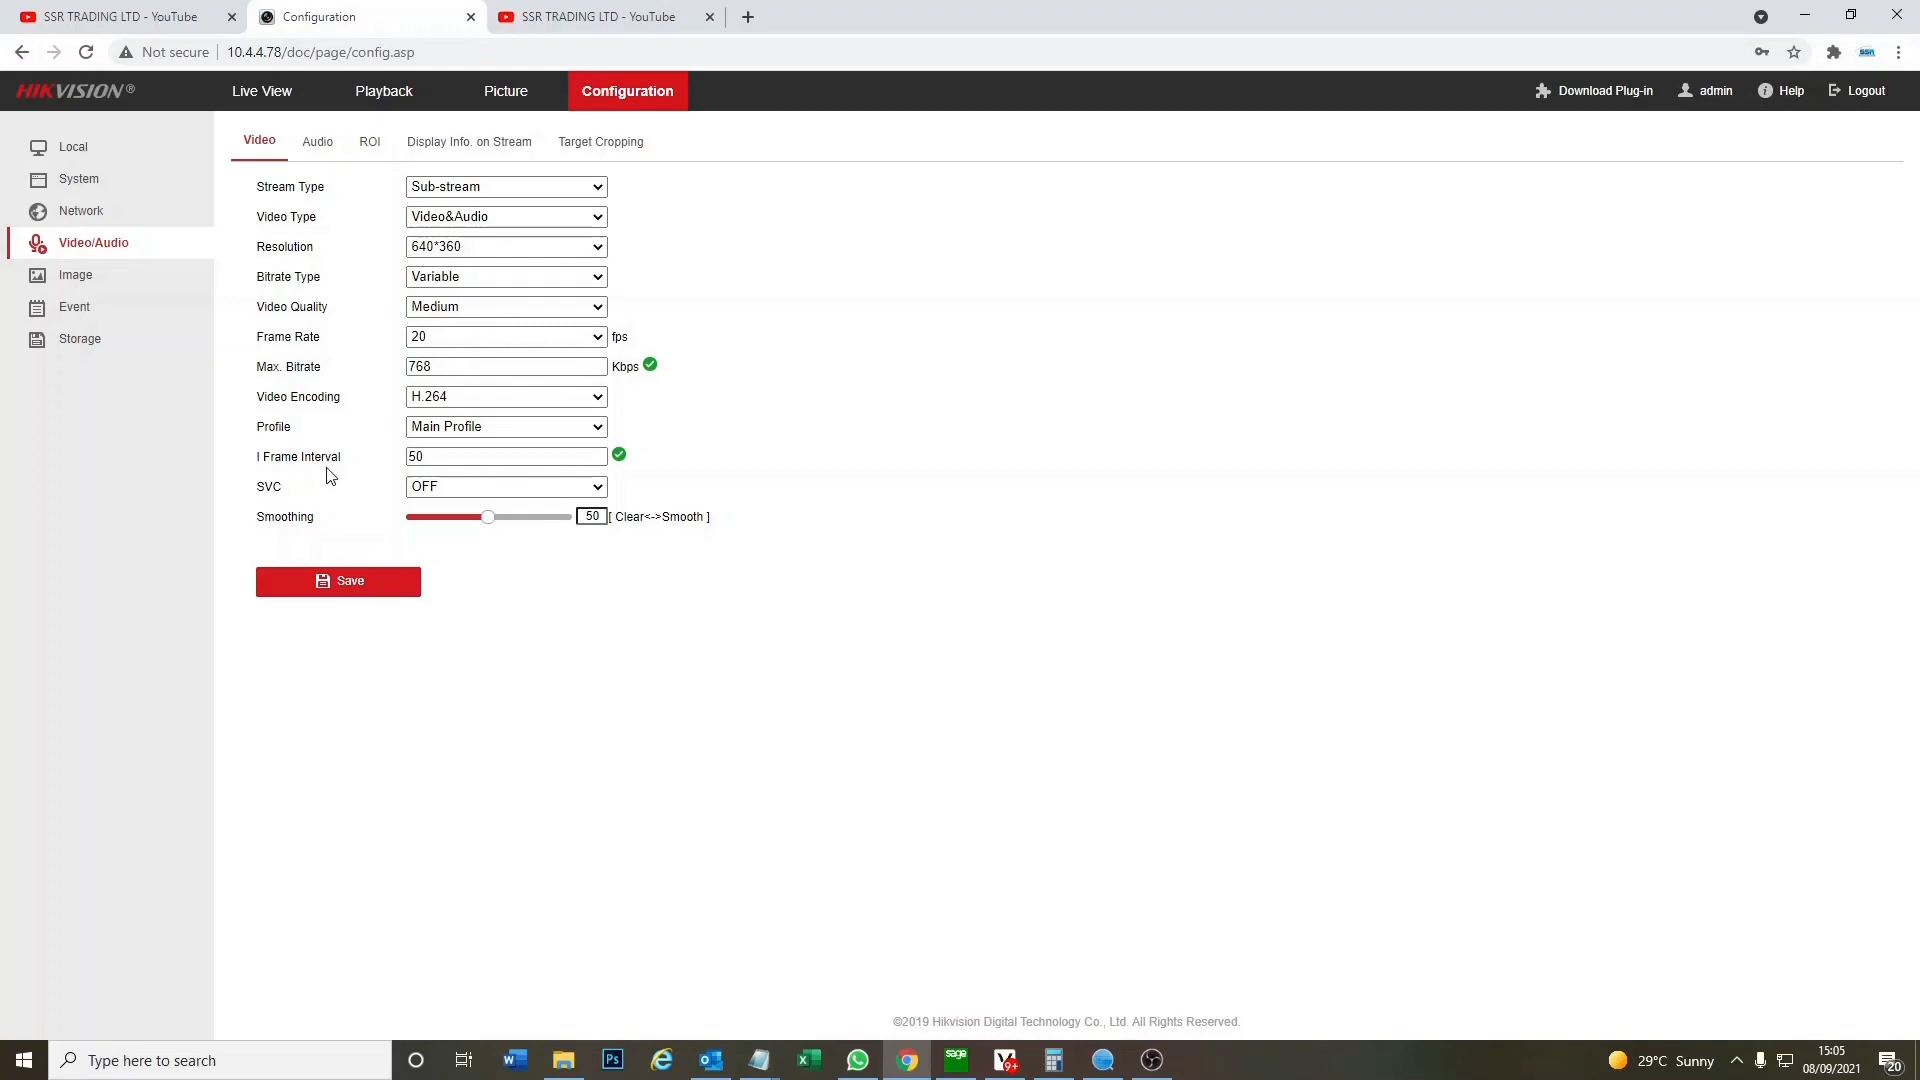 SSR TRADING LTD - YouTube
Configuration
SSR TRADING LTD - YouTube
Not secure
10.4.4.78/doc/page/config.asp
HIKVISION®
Live View
Playback
Picture
Configuration
Download Plug-in
admin
Help
Logout
Local
System
Network
Video/Audio
Image
Event
Storage
Video
Audio
ROI
Display Info. on Stream
Target Cropping
Stream Type Sub-stream
Video Type Video&Audio
Resolution 640*360
Bitrate Type Variable
Video Quality Medium
Frame Rate 20 fps
Max. Bitrate 768 Kbps
Video Encoding H.264
Profile Main Profile
I Frame Interval 50
SVC OFF
Smoothing 50 [ Clear<->Smooth ]
Save
©2019 Hikvision Digital Technology Co., Ltd. All Rights Reserved.
Type here to search
Ps
sage
9+
29°C Sunny
15:05
08/09/2021
20